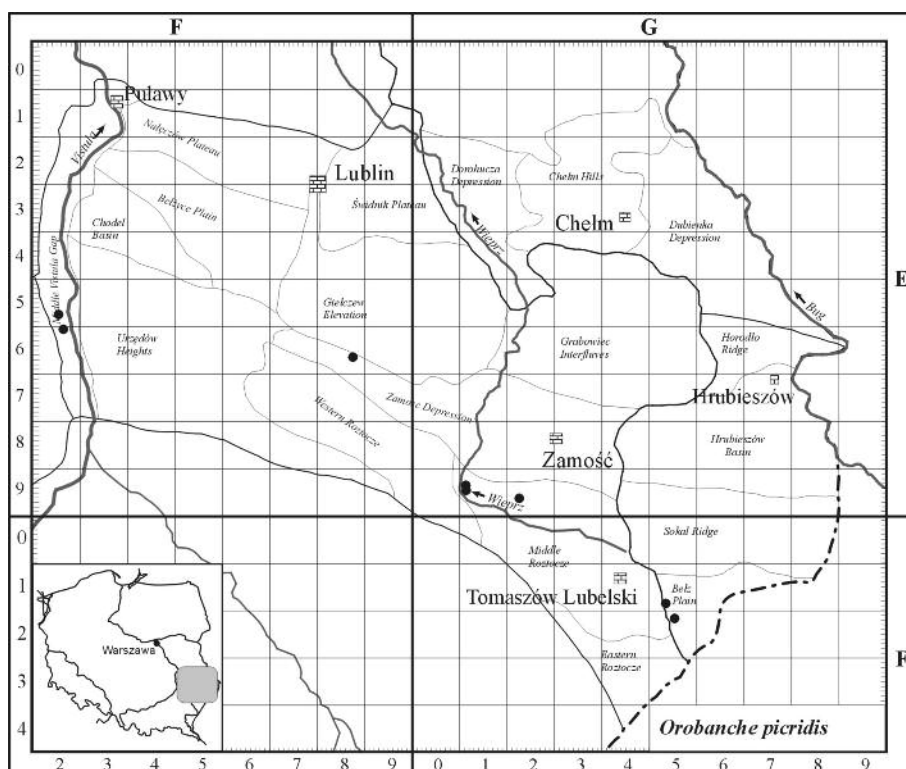 F G
0
1
2
3
4
5
6
7
8
9
0
1
2
3
4
E
F
Puławy
Vistula
Nałęczów Plateau
Lublin
Bełżyce Plain
Świdnik Plateau
Chodel
Basin
Middle Vistula Gap
Urzędów
Heights
Giełczew
Elevation
Western Roztocze
Zamość Depression
Dorohucza
Depression
Chełm Hills
Wieprz
Chełm
Dubienka
Depression
Bug
Grabowiec
Interfluves
Horodło
Ridge
Hrubieszów
Zamość
Hrubieszów
Basin
Wieprz
Middle
Roztocze
Sokal Ridge
Tomaszów Lubelski
Bełz
Plain
Eastern
Roztocze
Warszawa
Orobanche picridis
2 3 4 5 6 7 8 9 0 1 2 3 4 5 6 7 8 9